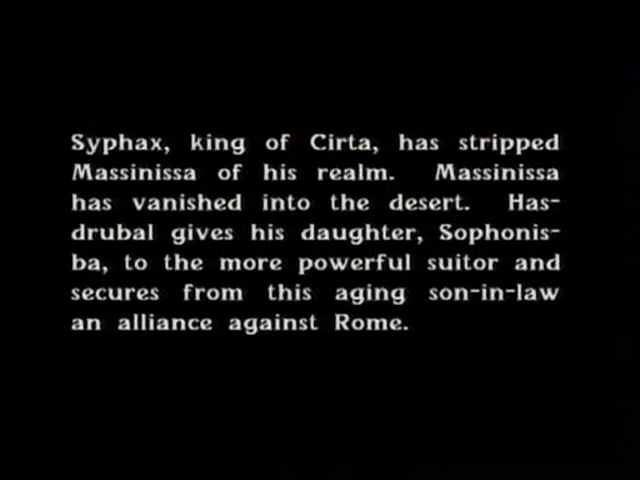 Syphax, king of Cirta, has stripped
Massinissa of his realm. Massinissa
has vanished into the desert. Has-
drubal gives his daughter, Sophonis-
ba, to the more powerful suitor and
secures from this aging son-in-law
an alliance against Rome.